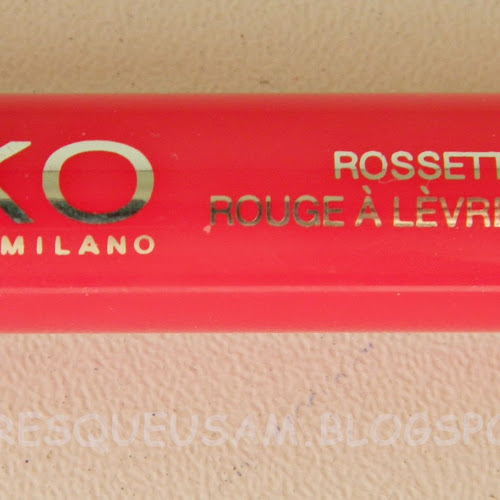 KO
MILANO
ROSSETT
ROUGE À LÈVRE
RESQUEUSAM.BLOGSPO